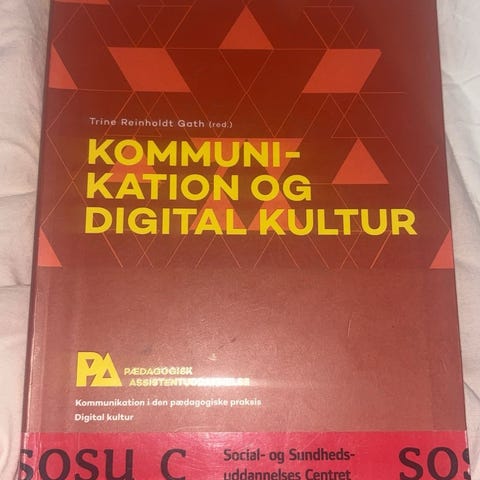 Trine Reinholdt Gath (red.)
KOMMUNI-
KATION OG
DIGITAL KULTUR
PA PÆDAGOGISK
ASSISTENTUDDANNELSE
Kommunikation i den pædagogiske praksis
Digital kultur
SOSU C
Social- og Sundheds-
uddannelses Centret
SOS